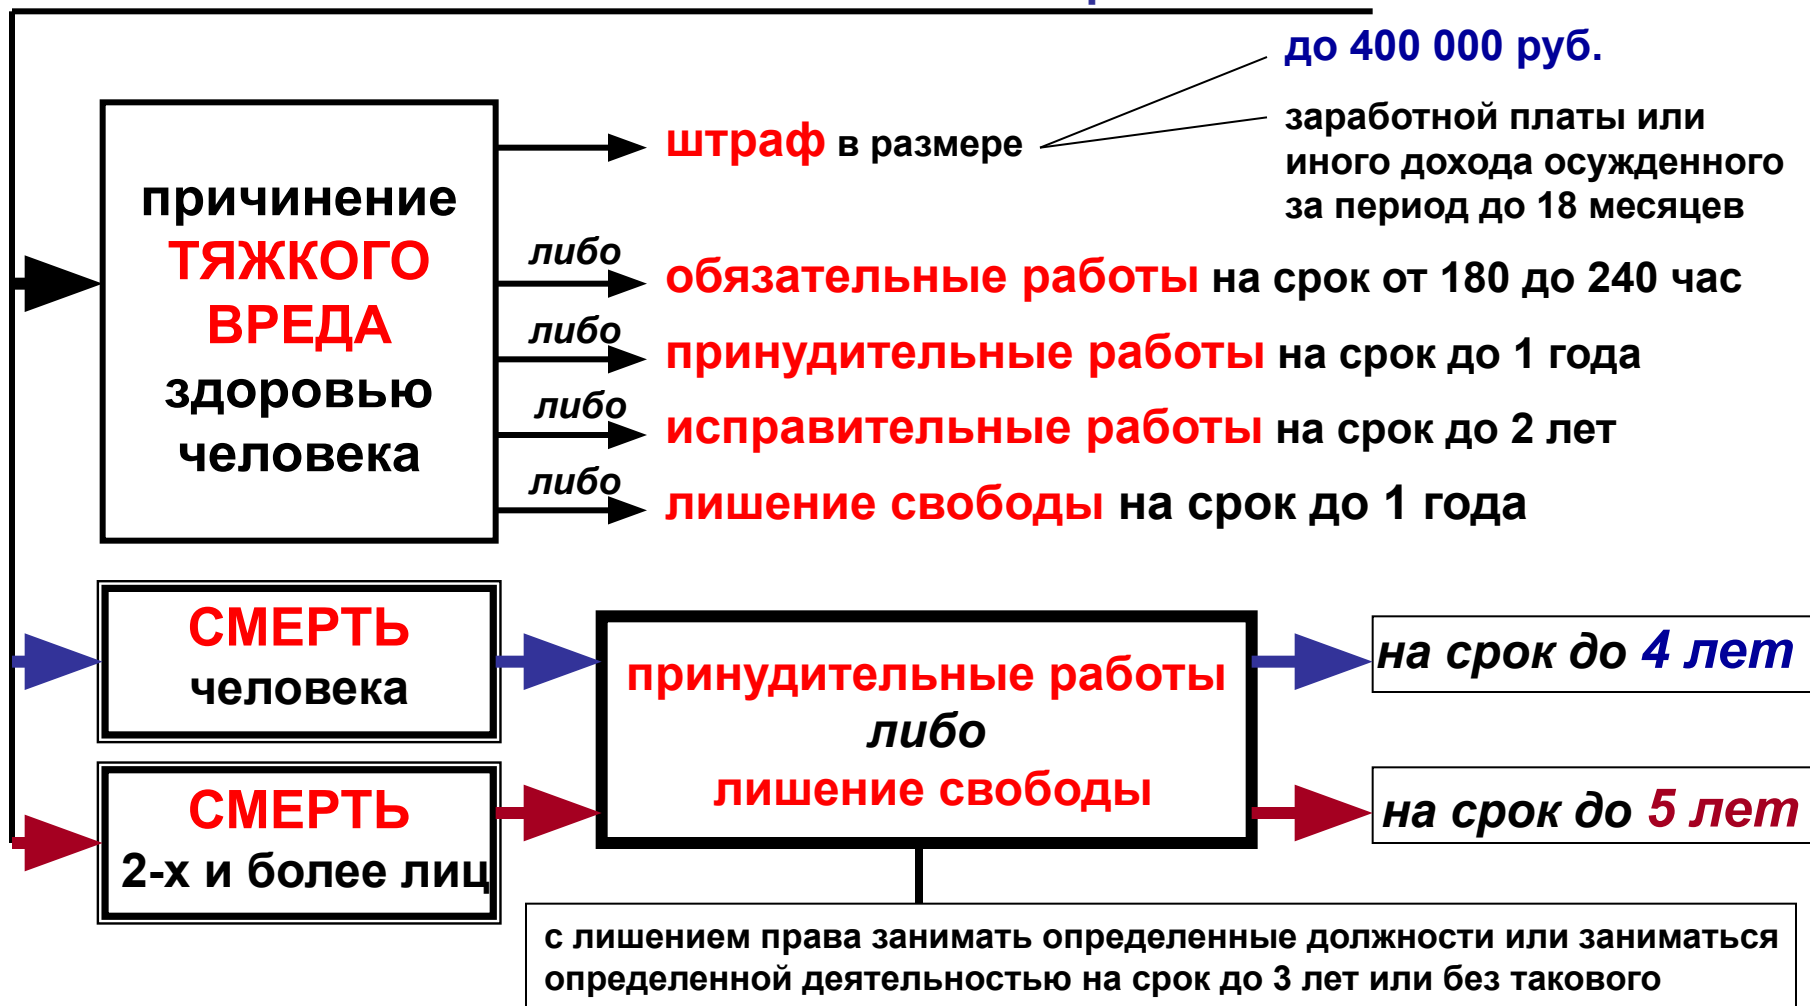 до 400 000 руб.
штраф в размере
заработной платы или
иного дохода осужденного
за период до 18 месяцев
причинение
ТЯЖКОГО
ВРЕДА
здоровью
человека
либо
обязательные работы на срок от 180 до 240 час
либо
принудительные работы на срок до 1 года
либо
исправительные работы на срок до 2 лет
либо
лишение свободы на срок до 1 года
СМЕРТЬ
человека
принудительные работы
либо
лишение свободы
на срок до 4 лет
СМЕРТЬ
2-х и более лиц
на срок до 5 лет
с лишением права занимать определенные должности или заниматься
определенной деятельностью на срок до 3 лет или без такового